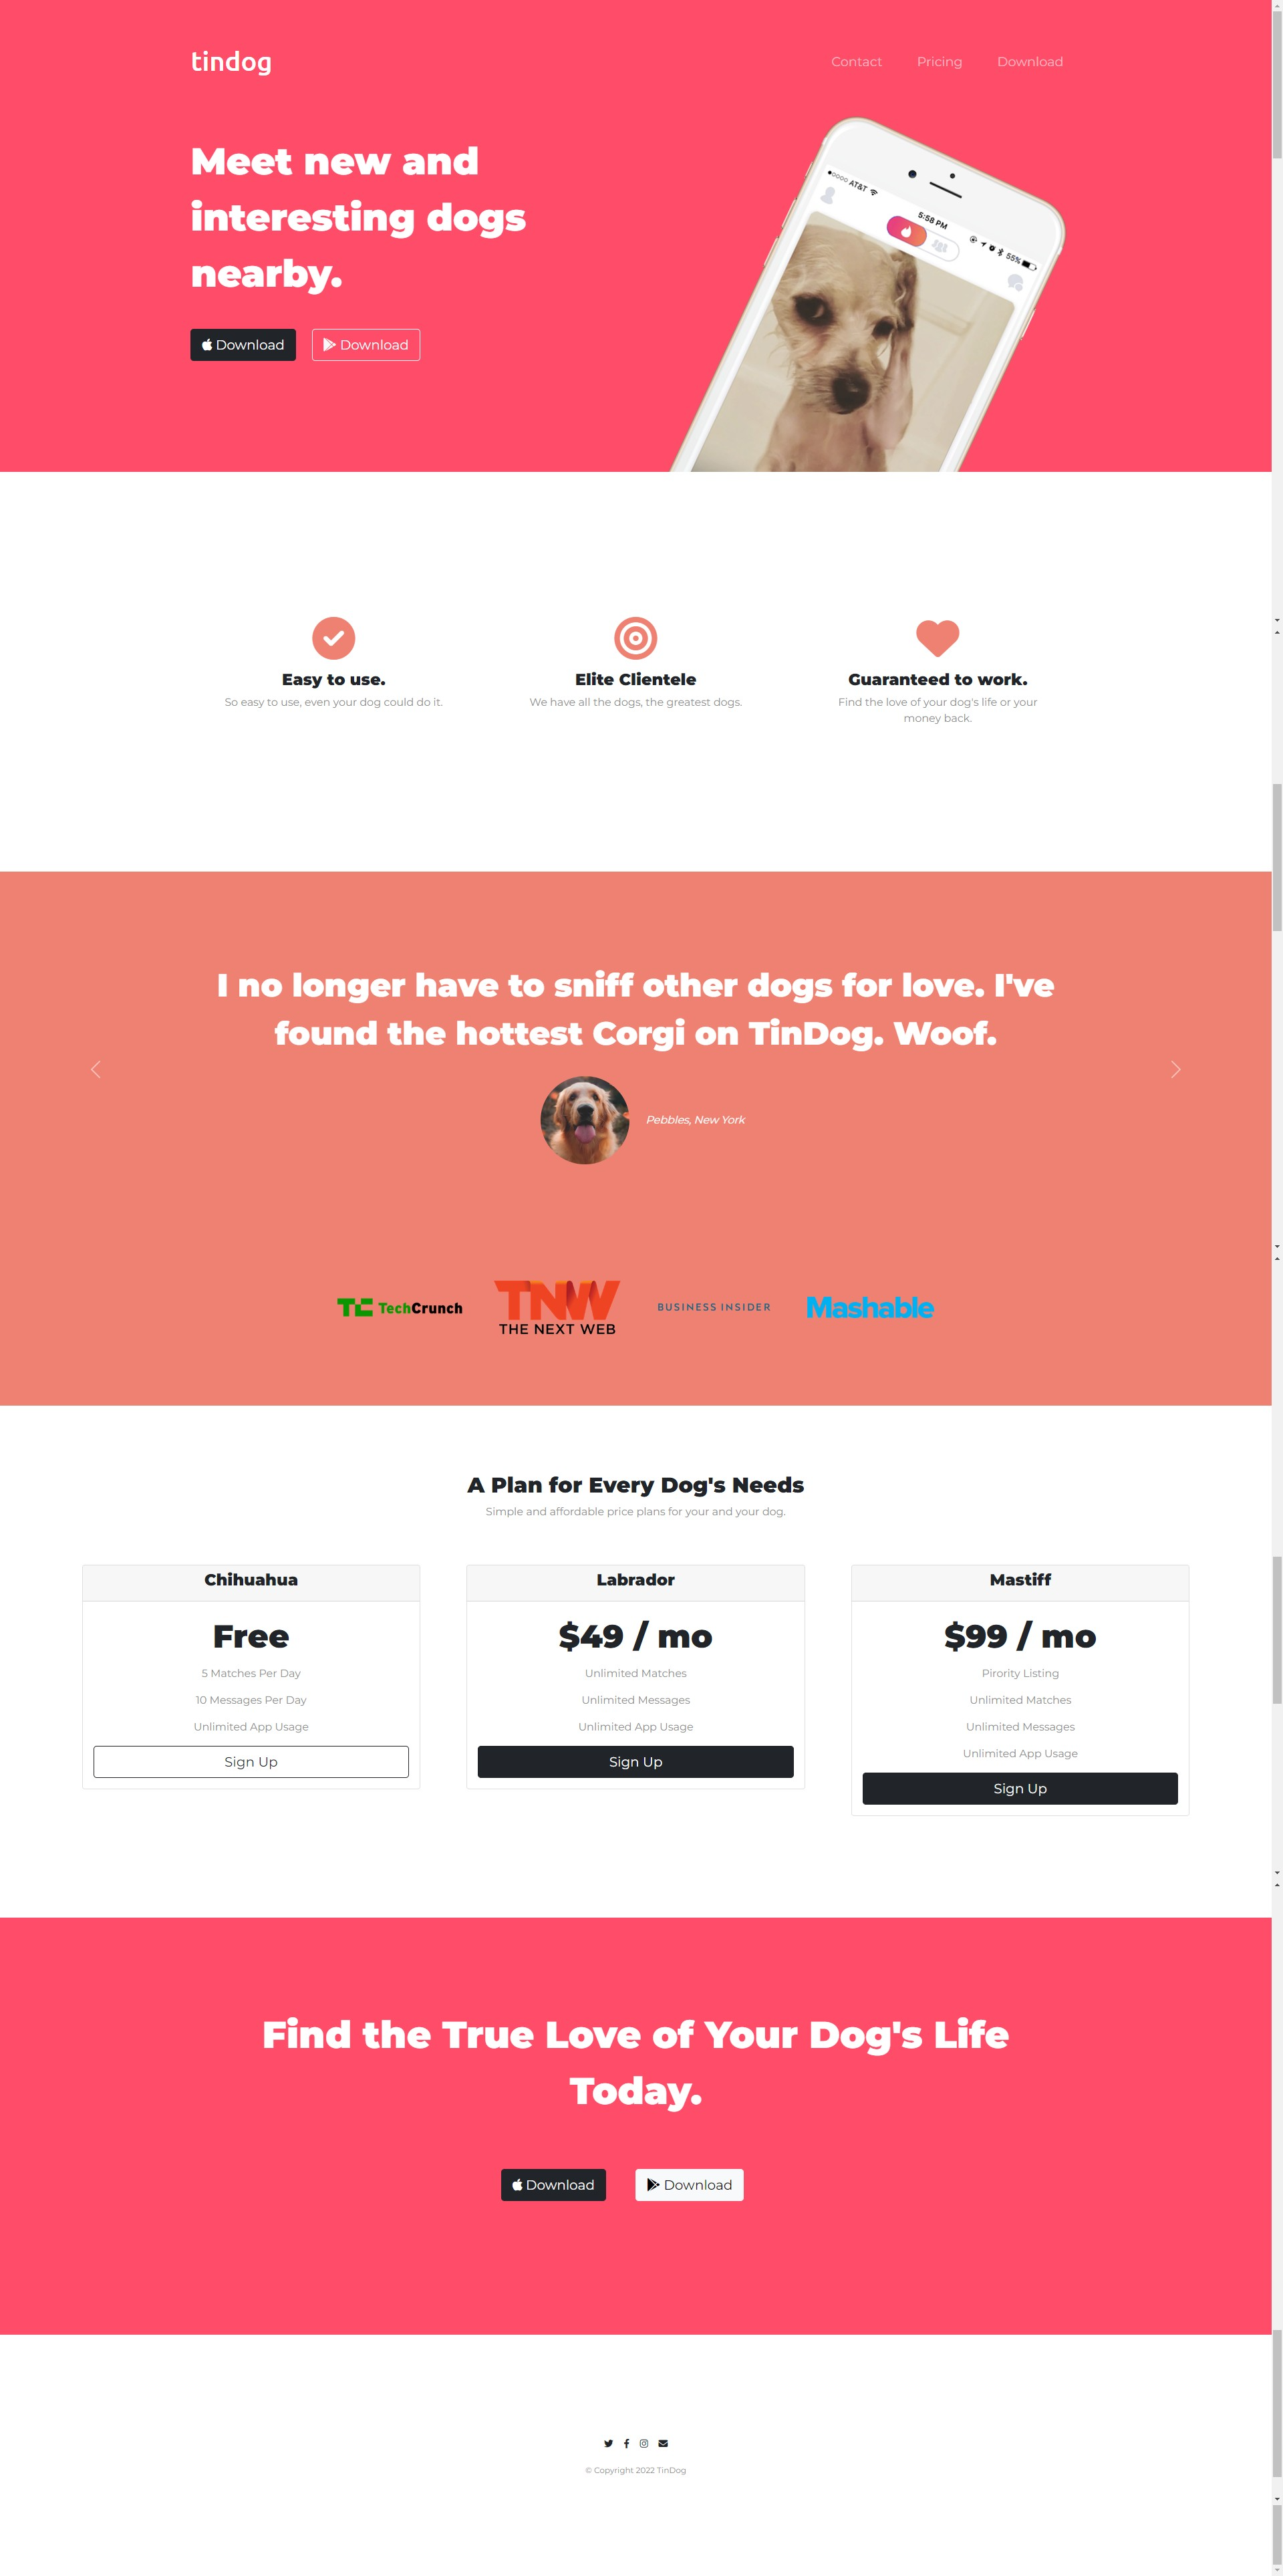 tindog
Contact Pricing Download
Meet new and
interesting dogs
nearby.
Download Download
●○○○○ AT&T 5:58 PM 55%
Easy to use.
So easy to use, even your dog could do it.
Elite Clientele
We have all the dogs, the greatest dogs.
Guaranteed to work.
Find the love of your dog's life or your
money back.
I no longer have to sniff other dogs for love. I've
found the hottest Corgi on TinDog. Woof.
Pebbles, New York
TC TechCrunch
TNW
THE NEXT WEB
BUSINESS INSIDER
Mashable
A Plan for Every Dog's Needs
Simple and affordable price plans for your and your dog.
Chihuahua
Free
5 Matches Per Day
10 Messages Per Day
Unlimited App Usage
Sign Up
Labrador
$49 / mo
Unlimited Matches
Unlimited Messages
Unlimited App Usage
Sign Up
Mastiff
$99 / mo
Pirority Listing
Unlimited Matches
Unlimited Messages
Unlimited App Usage
Sign Up
Find the True Love of Your Dog's Life
Today.
Download Download
© Copyright 2022 TinDog